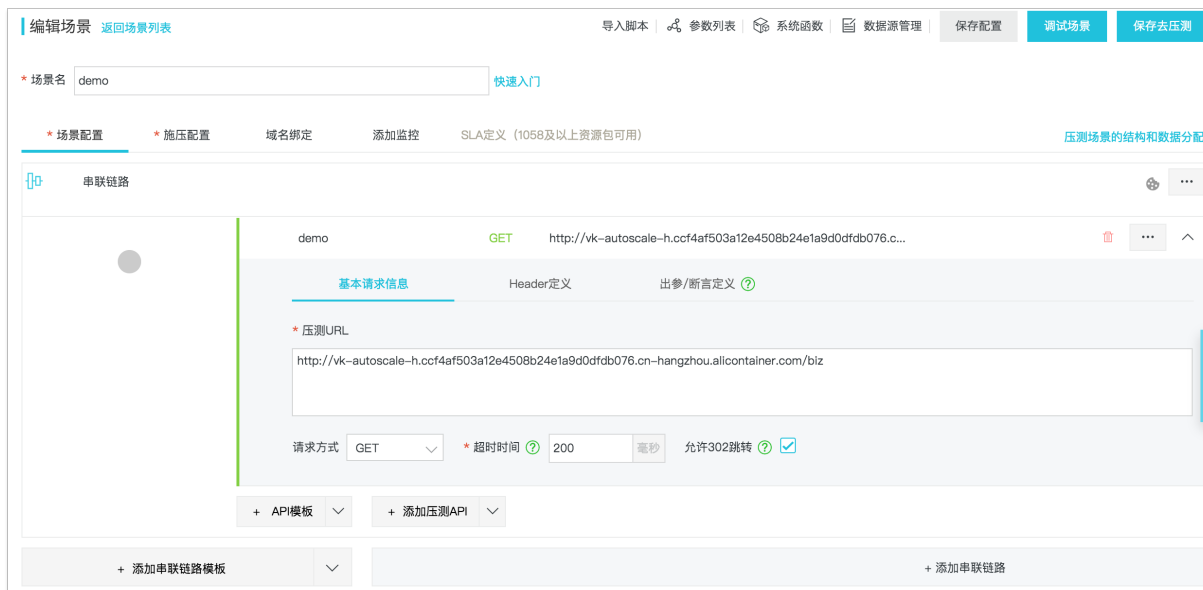 编辑场景 返回场景列表 导入脚本 参数列表 系统函数 数据源管理 保存配置 调试场景 保存去压测
* 场景名 demo 快速入门
* 场景配置 * 施压配置 域名绑定 添加监控 SLA定义（1058及以上资源包可用） 压测场景的结构和数据分配
串联链路 ...
demo GET http://vk-autoscale-h.ccf4af503a12e4508b24e1a9d0dfdb076.c... ...
基本请求信息 Header定义 出参/断言定义 ?
* 压测URL
http://vk-autoscale-h.ccf4af503a12e4508b24e1a9d0dfdb076.cn-hangzhou.alicontainer.com/biz
请求方式 GET * 超时时间 ? 200 毫秒 允许302跳转 ?
+ API模板 + 添加压测API
+ 添加串联链路模板 + 添加串联链路